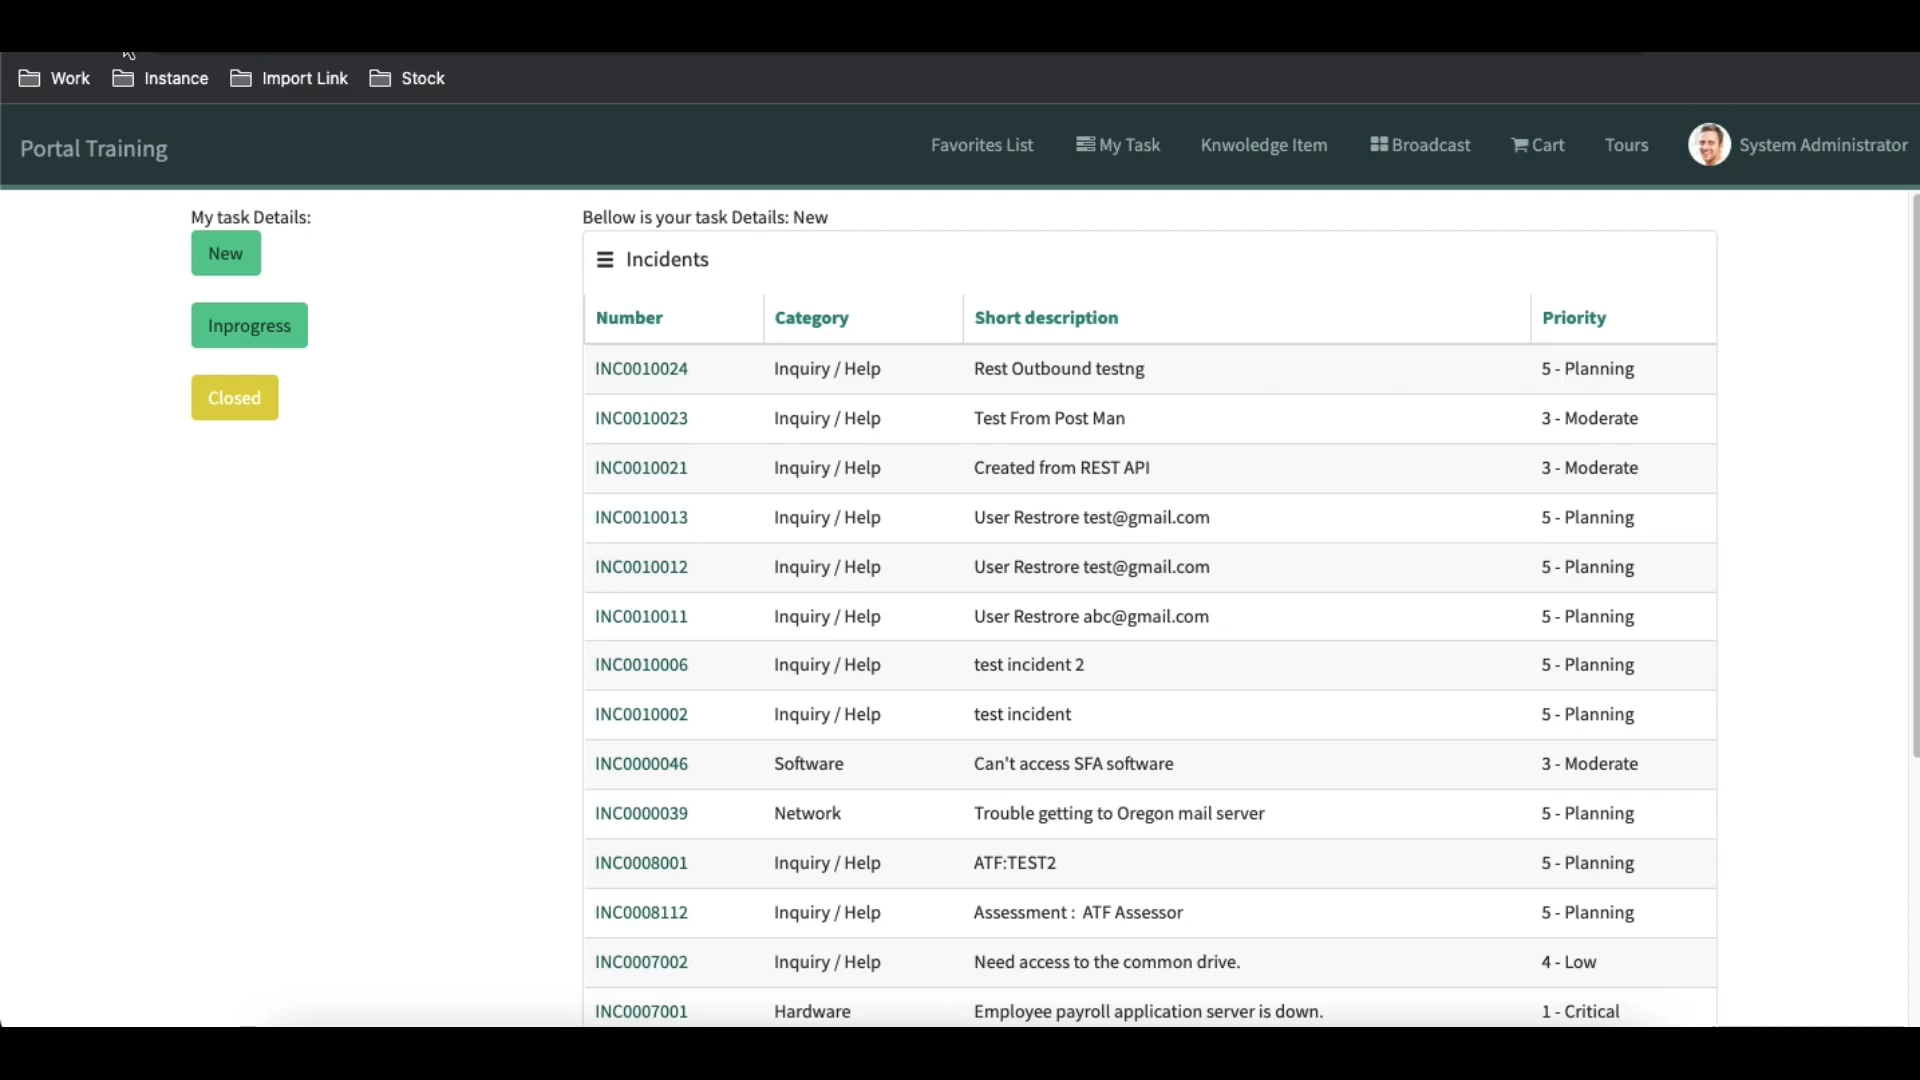 Work Instance Import Link Stock
Portal Training Favorites List My Task Knwoledge Item Broadcast Cart Tours System Administrator
My task Details:
New
Inprogress
Closed
Bellow is your task Details: New
Incidents
Number Category Short description Priority
INC0010024 Inquiry / Help Rest Outbound testng 5 - Planning
INC0010023 Inquiry / Help Test From Post Man 3 - Moderate
INC0010021 Inquiry / Help Created from REST API 3 - Moderate
INC0010013 Inquiry / Help User Restrore test@gmail.com 5 - Planning
INC0010012 Inquiry / Help User Restrore test@gmail.com 5 - Planning
INC0010011 Inquiry / Help User Restrore abc@gmail.com 5 - Planning
INC0010006 Inquiry / Help test incident 2 5 - Planning
INC0010002 Inquiry / Help test incident 5 - Planning
INC0000046 Software Can't access SFA software 3 - Moderate
INC0000039 Network Trouble getting to Oregon mail server 5 - Planning
INC0008001 Inquiry / Help ATF:TEST2 5 - Planning
INC0008112 Inquiry / Help Assessment : ATF Assessor 5 - Planning
INC0007002 Inquiry / Help Need access to the common drive. 4 - Low
INC0007001 Hardware Employee payroll application server is down. 1 - Critical